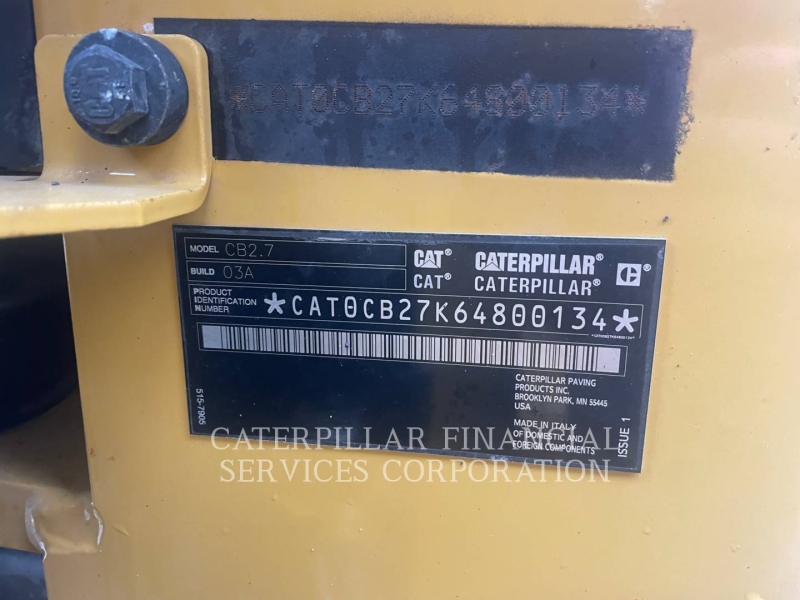 *CAT0CB27K64800134*
MODEL CB2.7
BUILD 03A
CAT® CATERPILLAR®
CAT® CATERPILLAR®
C®
PRODUCT
IDENTIFICATION
NUMBER
*CAT0CB27K64800134*
*CAT0CB27K64800134*
CATERPILLAR PAVING
PRODUCTS INC.
BROOKLYN PARK, MN 55445
USA
MADE IN ITALY
OF DOMESTIC AND
FOREIGN COMPONENTS
515-7905
ISSUE 1
CATERPILLAR FINANCIAL
SERVICES CORPORATION